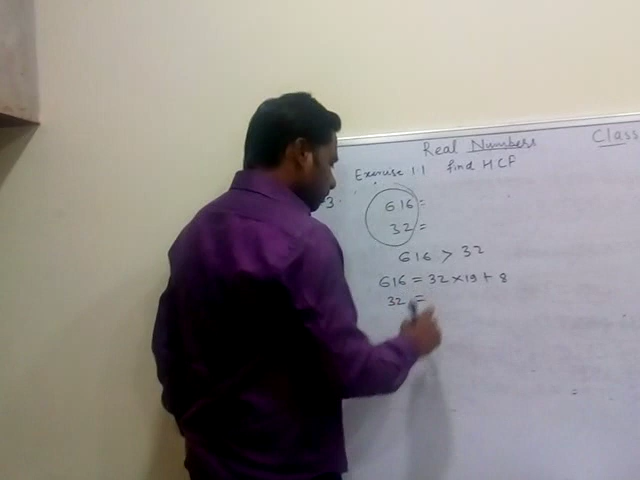 Real Numbers Class
Exercise 1.1 find HCF
3.
616 =
32 =
616 > 32
616 = 32 × 19 + 8
32 =